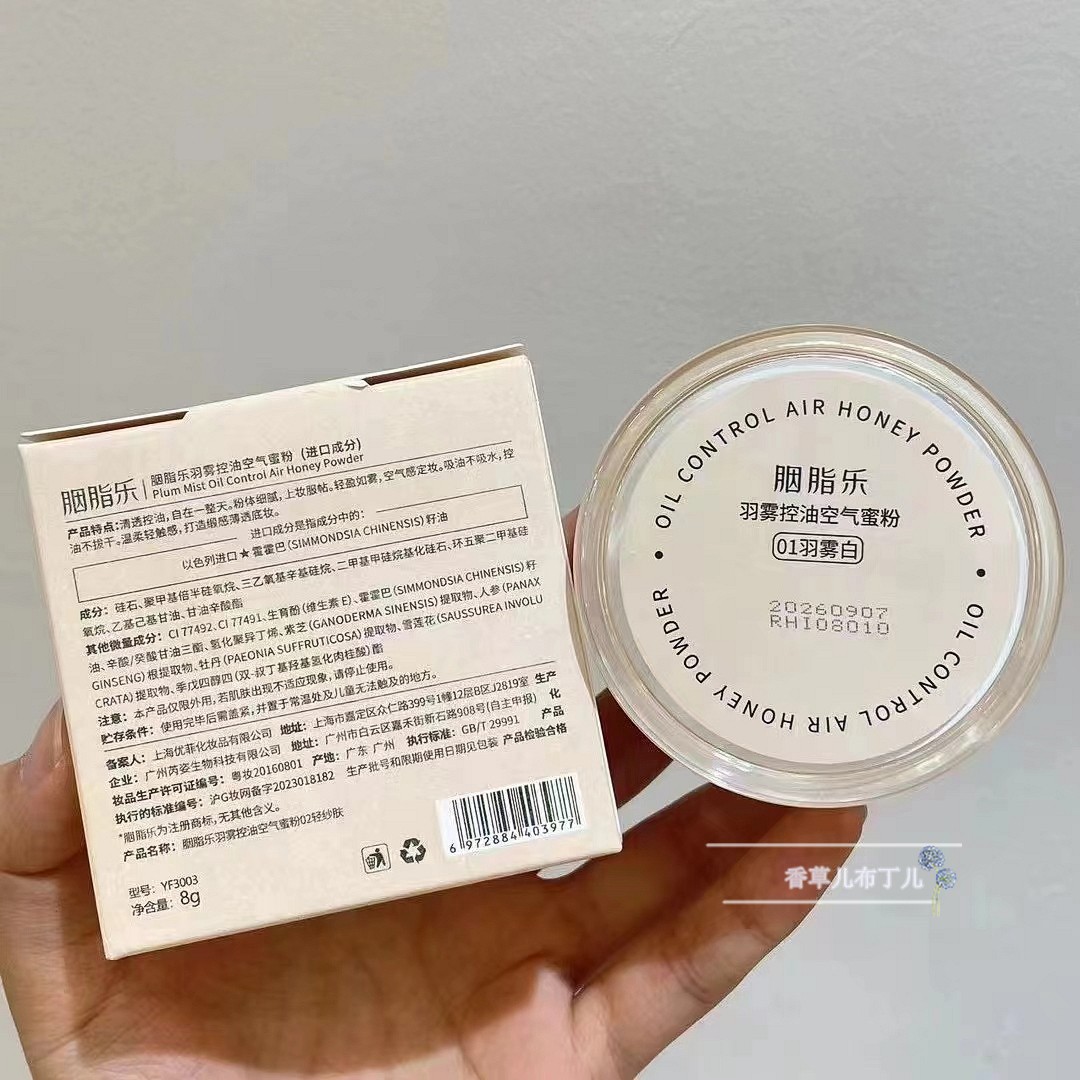 胭脂乐
胭脂乐羽雾控油空气蜜粉 (进口成分)
Plum Mist Oil Control Air Honey Powder
产品特点:清透控油,自在一整天。粉体细腻,上妆服帖。轻盈如雾,空气感定妆。吸油不吸水,控
油不拔干。温柔轻触感,打造缎感薄透底妆。
进口成分是指成分中的:
以色列进口★霍霍巴(SIMMONDSIA CHINENSIS)籽油
成分: 硅石、聚甲基倍半硅氧烷、三乙氧基辛基硅烷、二甲基甲硅烷基化硅石、环五聚二甲基硅
氧烷、乙基己基甘油、甘油辛酸酯
其他微量成分: CI 77492、CI 77491、生育酚(维生素E)、霍霍巴(SIMMONDSIA CHINENSIS)籽
油、辛酸/癸酸甘油三酯、氢化聚异丁烯、紫芝(GANODERMA SINENSIS)提取物、人参(PANAX
GINSENG)根提取物、牡丹(PAEONIA SUFFRUTICOSA)提取物、雪莲花(SAUSSUREA INVOLU
CRATA)提取物、季戊四醇四(双-叔丁基羟基氢化肉桂酸)酯
注意: 本产品仅限外用,若肌肤出现不适应现象,请停止使用。
贮存条件: 使用完毕后需盖紧,并置于常温处及儿童无法触及的地方。
备案人: 上海优菲化妆品有限公司 地址: 上海市嘉定区众仁路399号1幢12层B区J2819室 生产
企业: 广州芮姿生物科技有限公司 地址: 广州市白云区嘉禾街新石路908号(自主申报) 化
妆品生产许可证编号: 粤妆20160801 产地: 广东 广州 执行标准: GB/T 29991 产品
执行的标准编号: 沪G妆网备字2023018182 生产批号和限期使用日期见包装 产品检验合格
*胭脂乐为注册商标,无其他含义。
产品名称: 胭脂乐羽雾控油空气蜜粉02轻纱肤
型号: YF3003
净含量: 8g
6 972884 403977
OIL CONTROL AIR HONEY POWDER
胭脂乐
羽雾控油空气蜜粉
01羽雾白
20260907
RHI08010
OIL CONTROL AIR HONEY POWDER
香草儿布丁儿